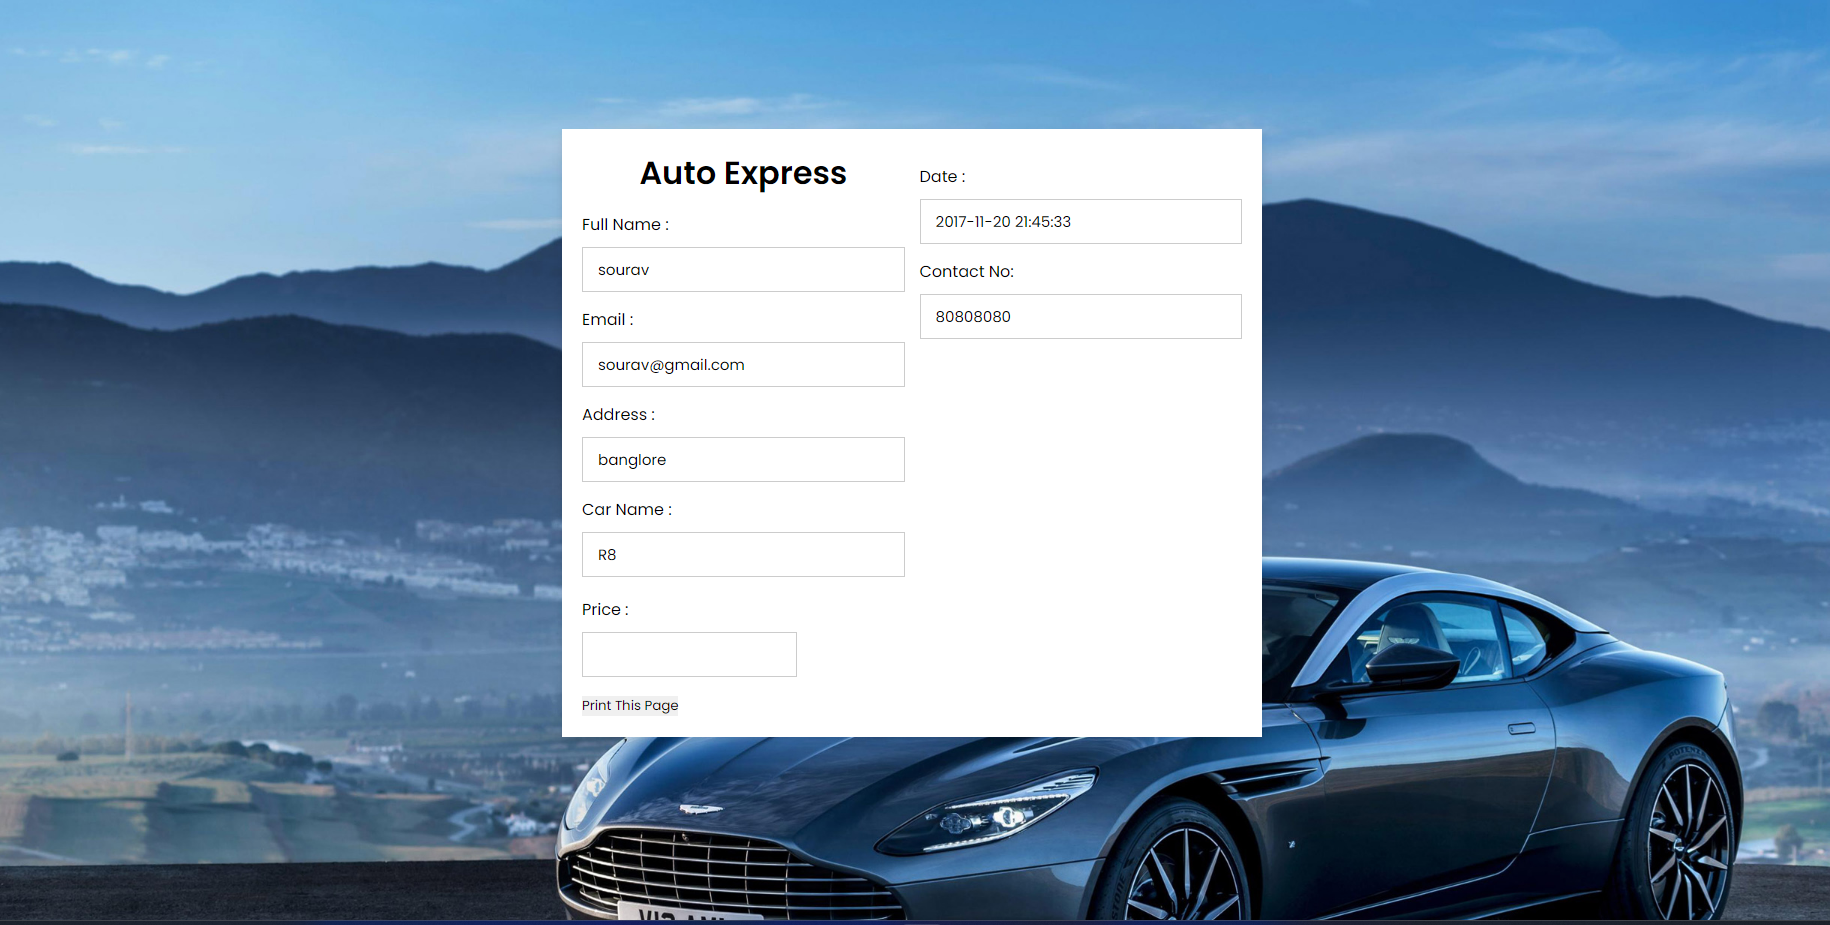 Auto Express
Full Name :
sourav
Email :
sourav@gmail.com
Address :
banglore
Car Name :
R8
Price :
Print This Page
Date :
2017-11-20 21:45:33
Contact No:
80808080